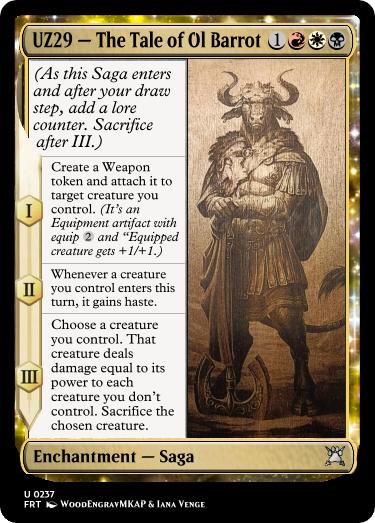 UZ29 — The Tale of Ol Barrot 1
(As this Saga enters
and after your draw
step, add a lore
counter. Sacrifice
after III.)
I
Create a Weapon
token and attach it to
target creature you
control. (It's an
Equipment artifact with
equip 2 and “Equipped
creature gets +1/+1.)
II
Whenever a creature
you control enters this
turn, it gains haste.
III
Choose a creature
you control. That
creature deals
damage equal to its
power to each
creature you don't
control. Sacrifice the
chosen creature.
Enchantment — Saga
U 0237
FRT WoodEngravMKAP & Iana Venge